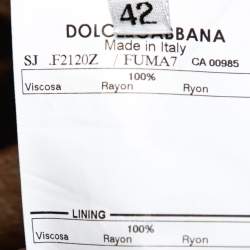 42
DOLCE GABBANA
Made in Italy
SJ .F2120Z / FUMA7 CA 00985
100%
Viscosa Rayon Ryon
LINING
100%
Viscosa Rayon Ryon